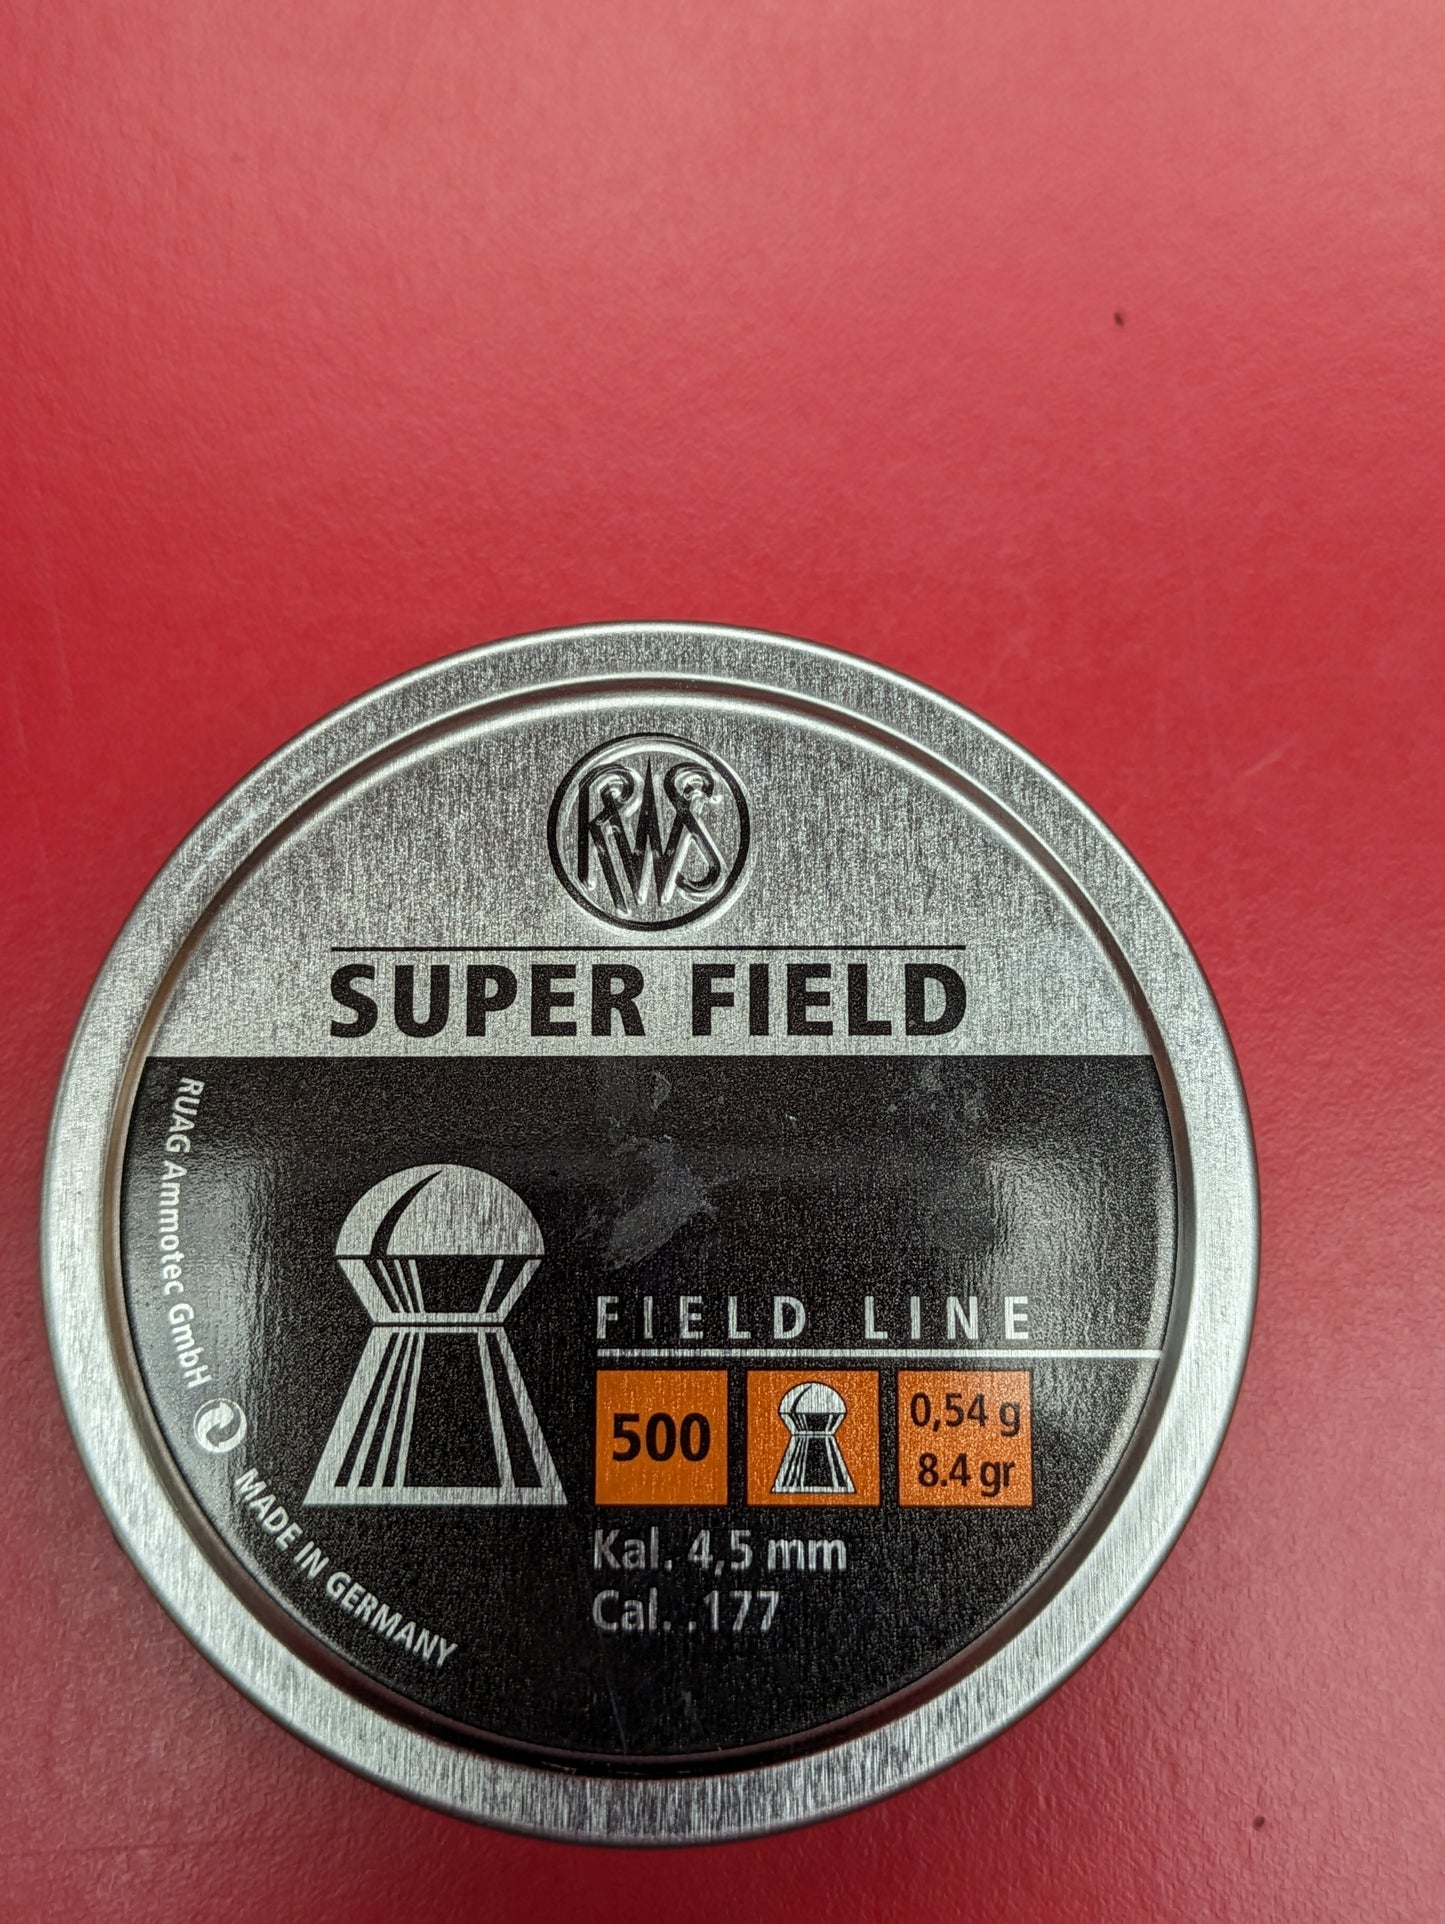 RWS
SUPER FIELD
RUAG Ammotec GmbH
MADE IN GERMANY
FIELD LINE
500
0,54 g
8.4 gr
Kal. 4,5 mm
Cal. .177